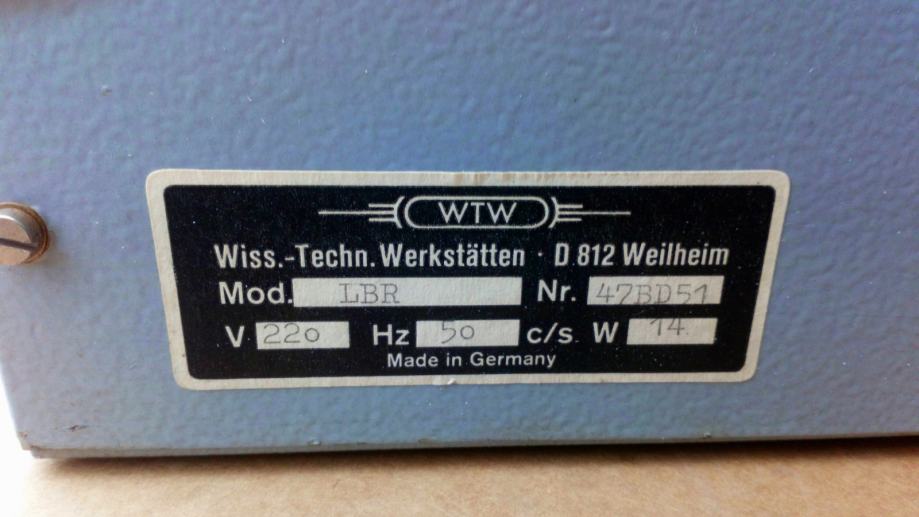 WTW
Wiss.-Techn. Werkstätten · D 812 Weilheim
Mod. LBR Nr. 47BD51
V 220 Hz 50 c/s. W 14
Made in Germany